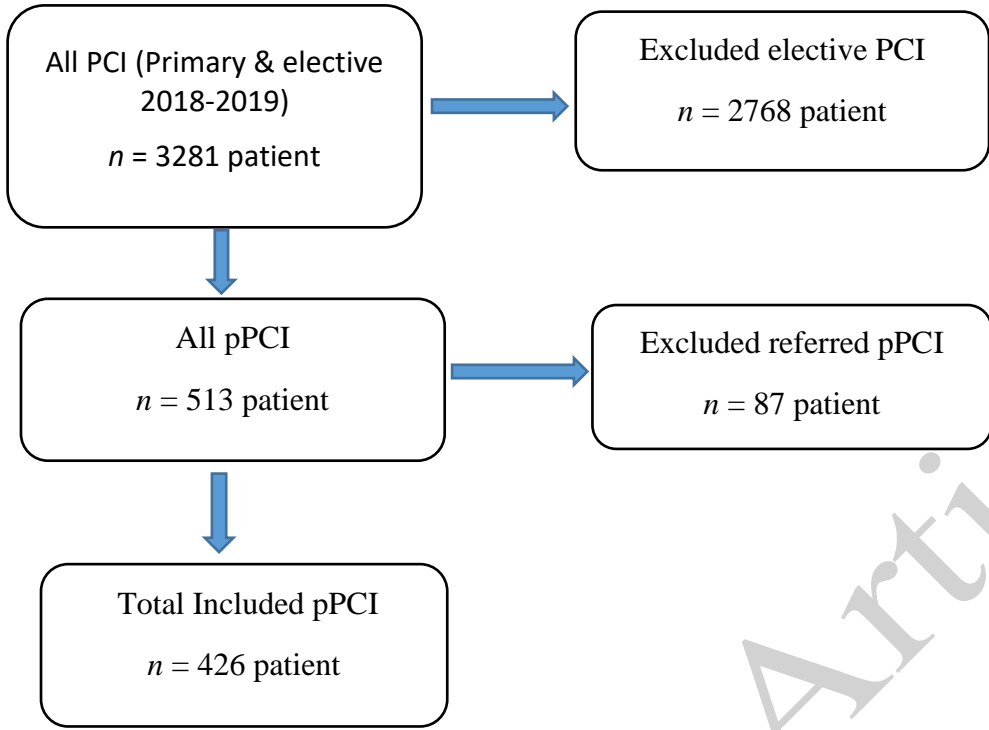 All PCI (Primary & elective
2018-2019)
n = 3281 patient
Excluded elective PCI
n = 2768 patient
All pPCI
n = 513 patient
Excluded referred pPCI
n = 87 patient
Total Included pPCI
n = 426 patient
Arti